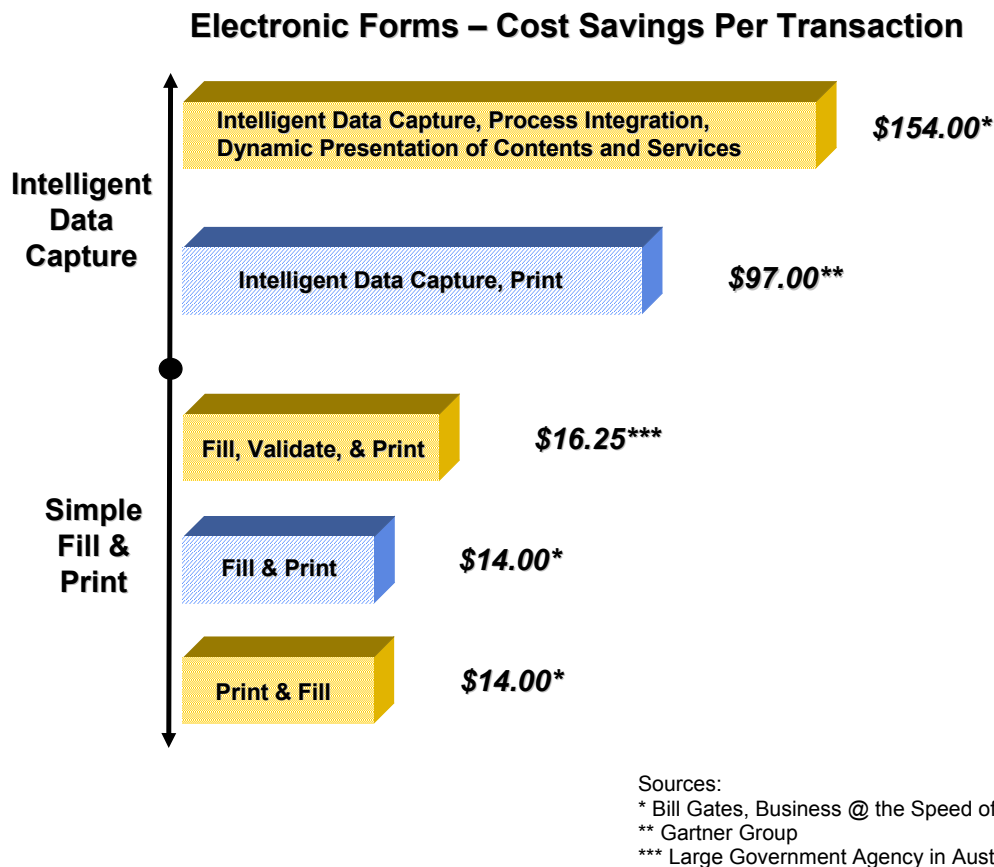 Electronic Forms – Cost Savings Per Transaction
Intelligent Data Capture, Process Integration,
Dynamic Presentation of Contents and Services
$154.00*
Intelligent
Data
Capture
Intelligent Data Capture, Print
$97.00**
Fill, Validate, & Print
$16.25***
Simple
Fill &
Print
Fill & Print
$14.00*
Print & Fill
$14.00*
Sources:
* Bill Gates, Business @ the Speed of
** Gartner Group
*** Large Government Agency in Aust